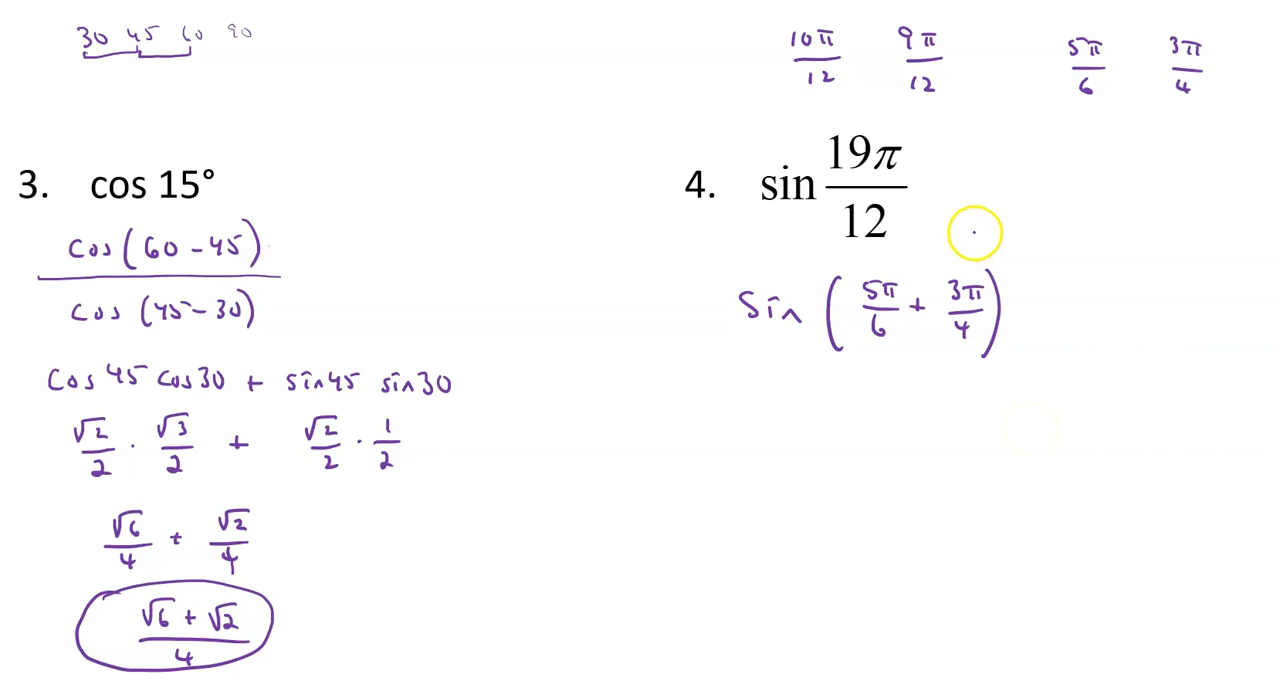 30 45 60 90
3. cos 15°
cos(60 - 45)
cos(45 - 30)
cos 45 cos 30 + sin 45 sin 30
√2/2 · √3/2 + √2/2 · 1/2
√6/4 + √2/4
(√6 + √2)/4
10π/12 9π/12 5π/6 3π/4
4. sin 19π/12
sin(5π/6 + 3π/4)